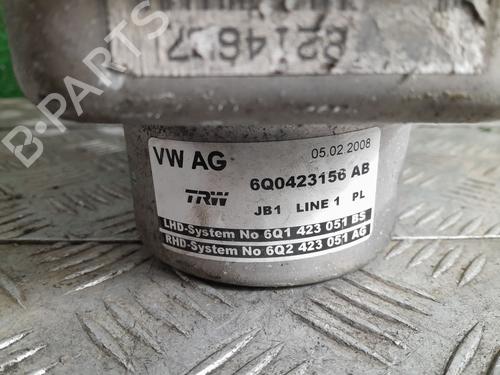 B-PARTS
VW AG
05.02.2008
6Q0423156 AB
TRW
JB1 LINE 1 PL
LHD-System No 6Q1 423 051 BS
RHD-System No 6Q2 423 051 AG